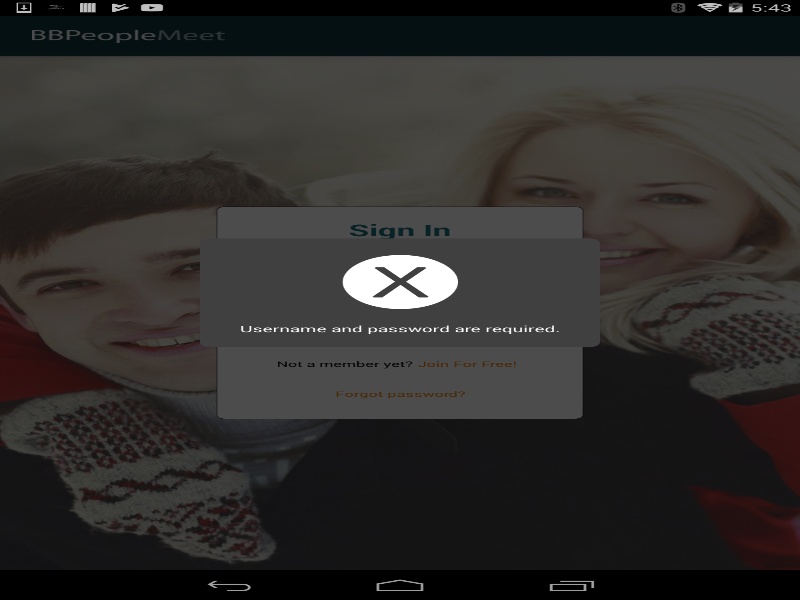 5:43
BBPeopleMeet
Sign In
Username and password are required.
Not a member yet? Join For Free!
Forgot password?